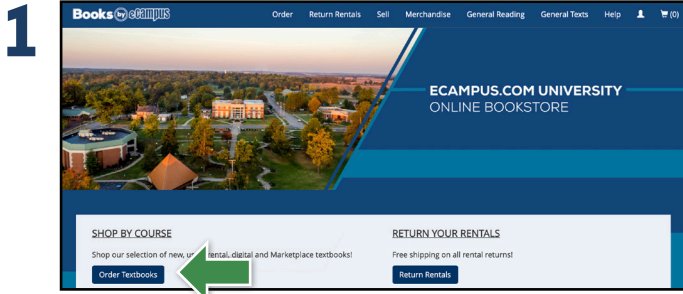 1
Books by eCampus
Order Return Rentals Sell Merchandise General Reading General Texts Help (0)
ECAMPUS.COM UNIVERSITY
ONLINE BOOKSTORE
SHOP BY COURSE
Shop our selection of new, rental, digital and Marketplace textbooks!
Order Textbooks
RETURN YOUR RENTALS
Free shipping on all rental returns!
Return Rentals